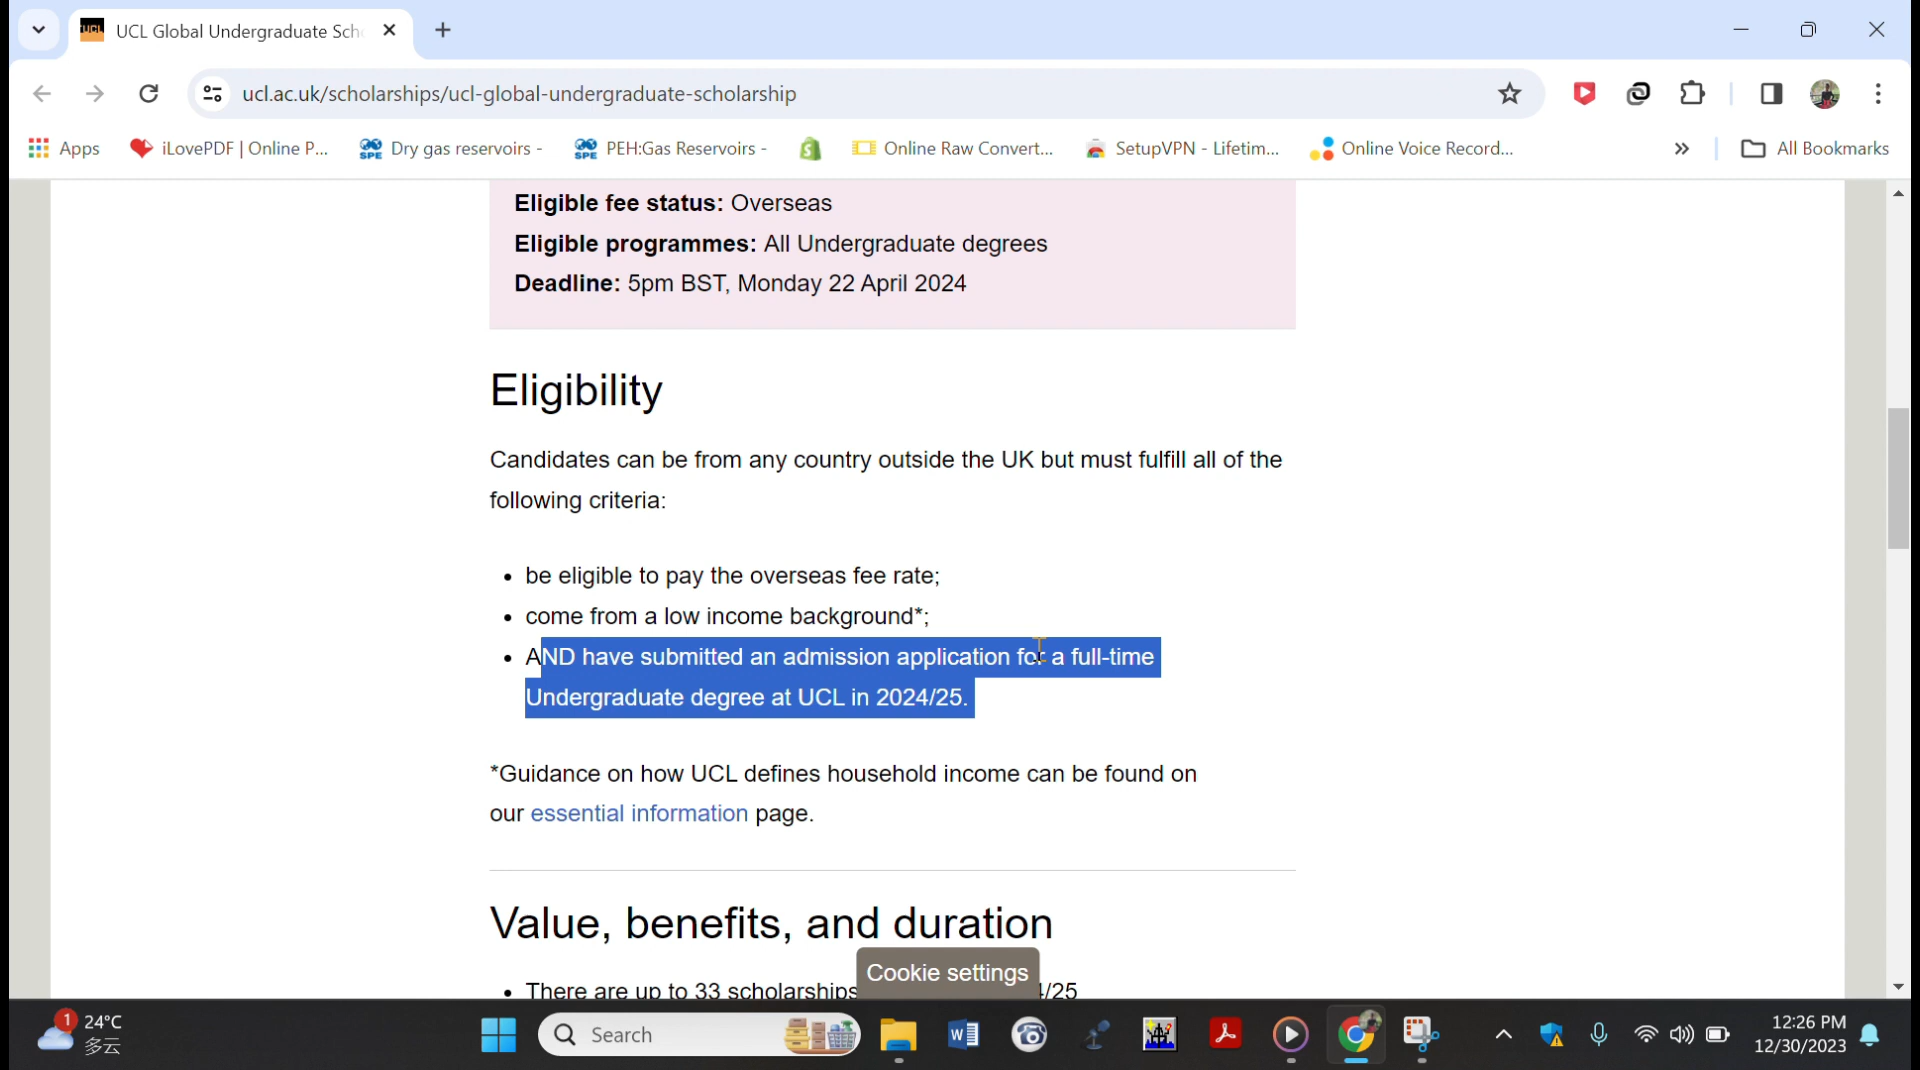 UCL Global Undergraduate Sch
ucl.ac.uk/scholarships/ucl-global-undergraduate-scholarship
Apps
iLovePDF | Online P...
SPE
Dry gas reservoirs -
SPE
PEH:Gas Reservoirs -
Online Raw Convert...
SetupVPN - Lifetim...
Online Voice Record...
»
All Bookmarks
Eligible fee status: Overseas
Eligible programmes: All Undergraduate degrees
Deadline: 5pm BST, Monday 22 April 2024
Eligibility
Candidates can be from any country outside the UK but must fulfill all of the
following criteria:
• be eligible to pay the overseas fee rate;
• come from a low income background*;
• AND have submitted an admission application for a full-time
Undergraduate degree at UCL in 2024/25.
*Guidance on how UCL defines household income can be found on
our essential information page.
Value, benefits, and duration
Cookie settings
• There are up to 33 scholarships /25
1
24°C
多云
Search
12:26 PM
12/30/2023